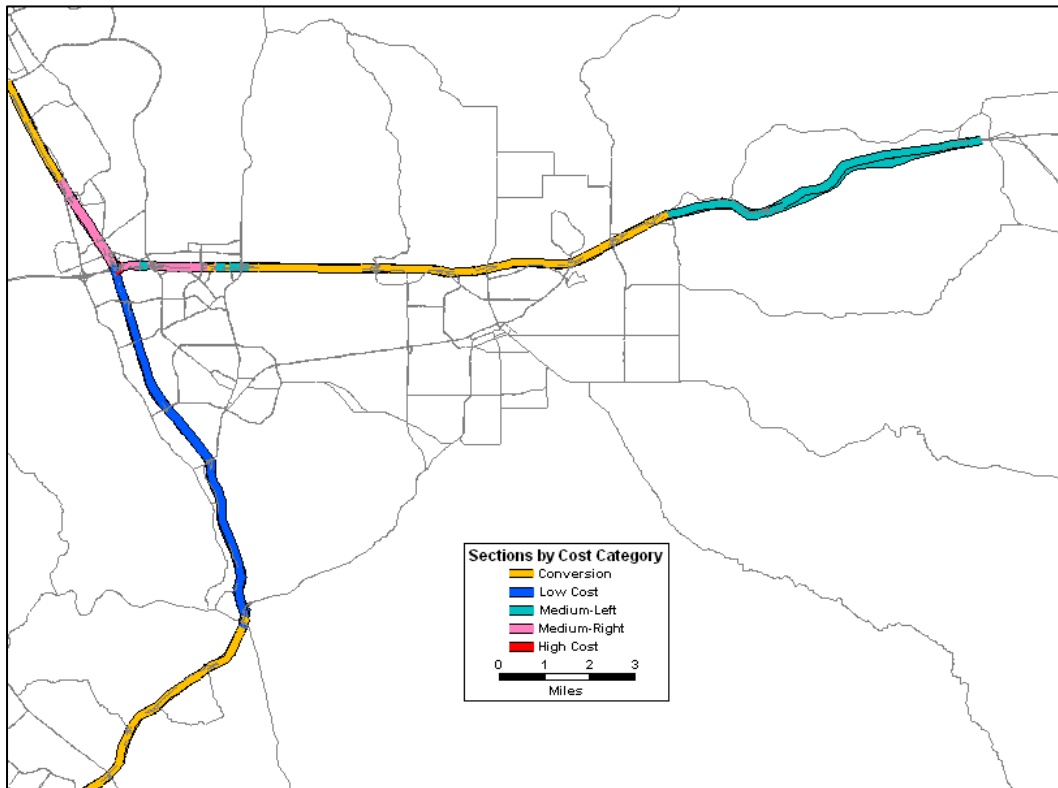 Sections by Cost Category
Conversion
Low Cost
Medium-Left
Medium-Right
High Cost
0 1 2 3
Miles